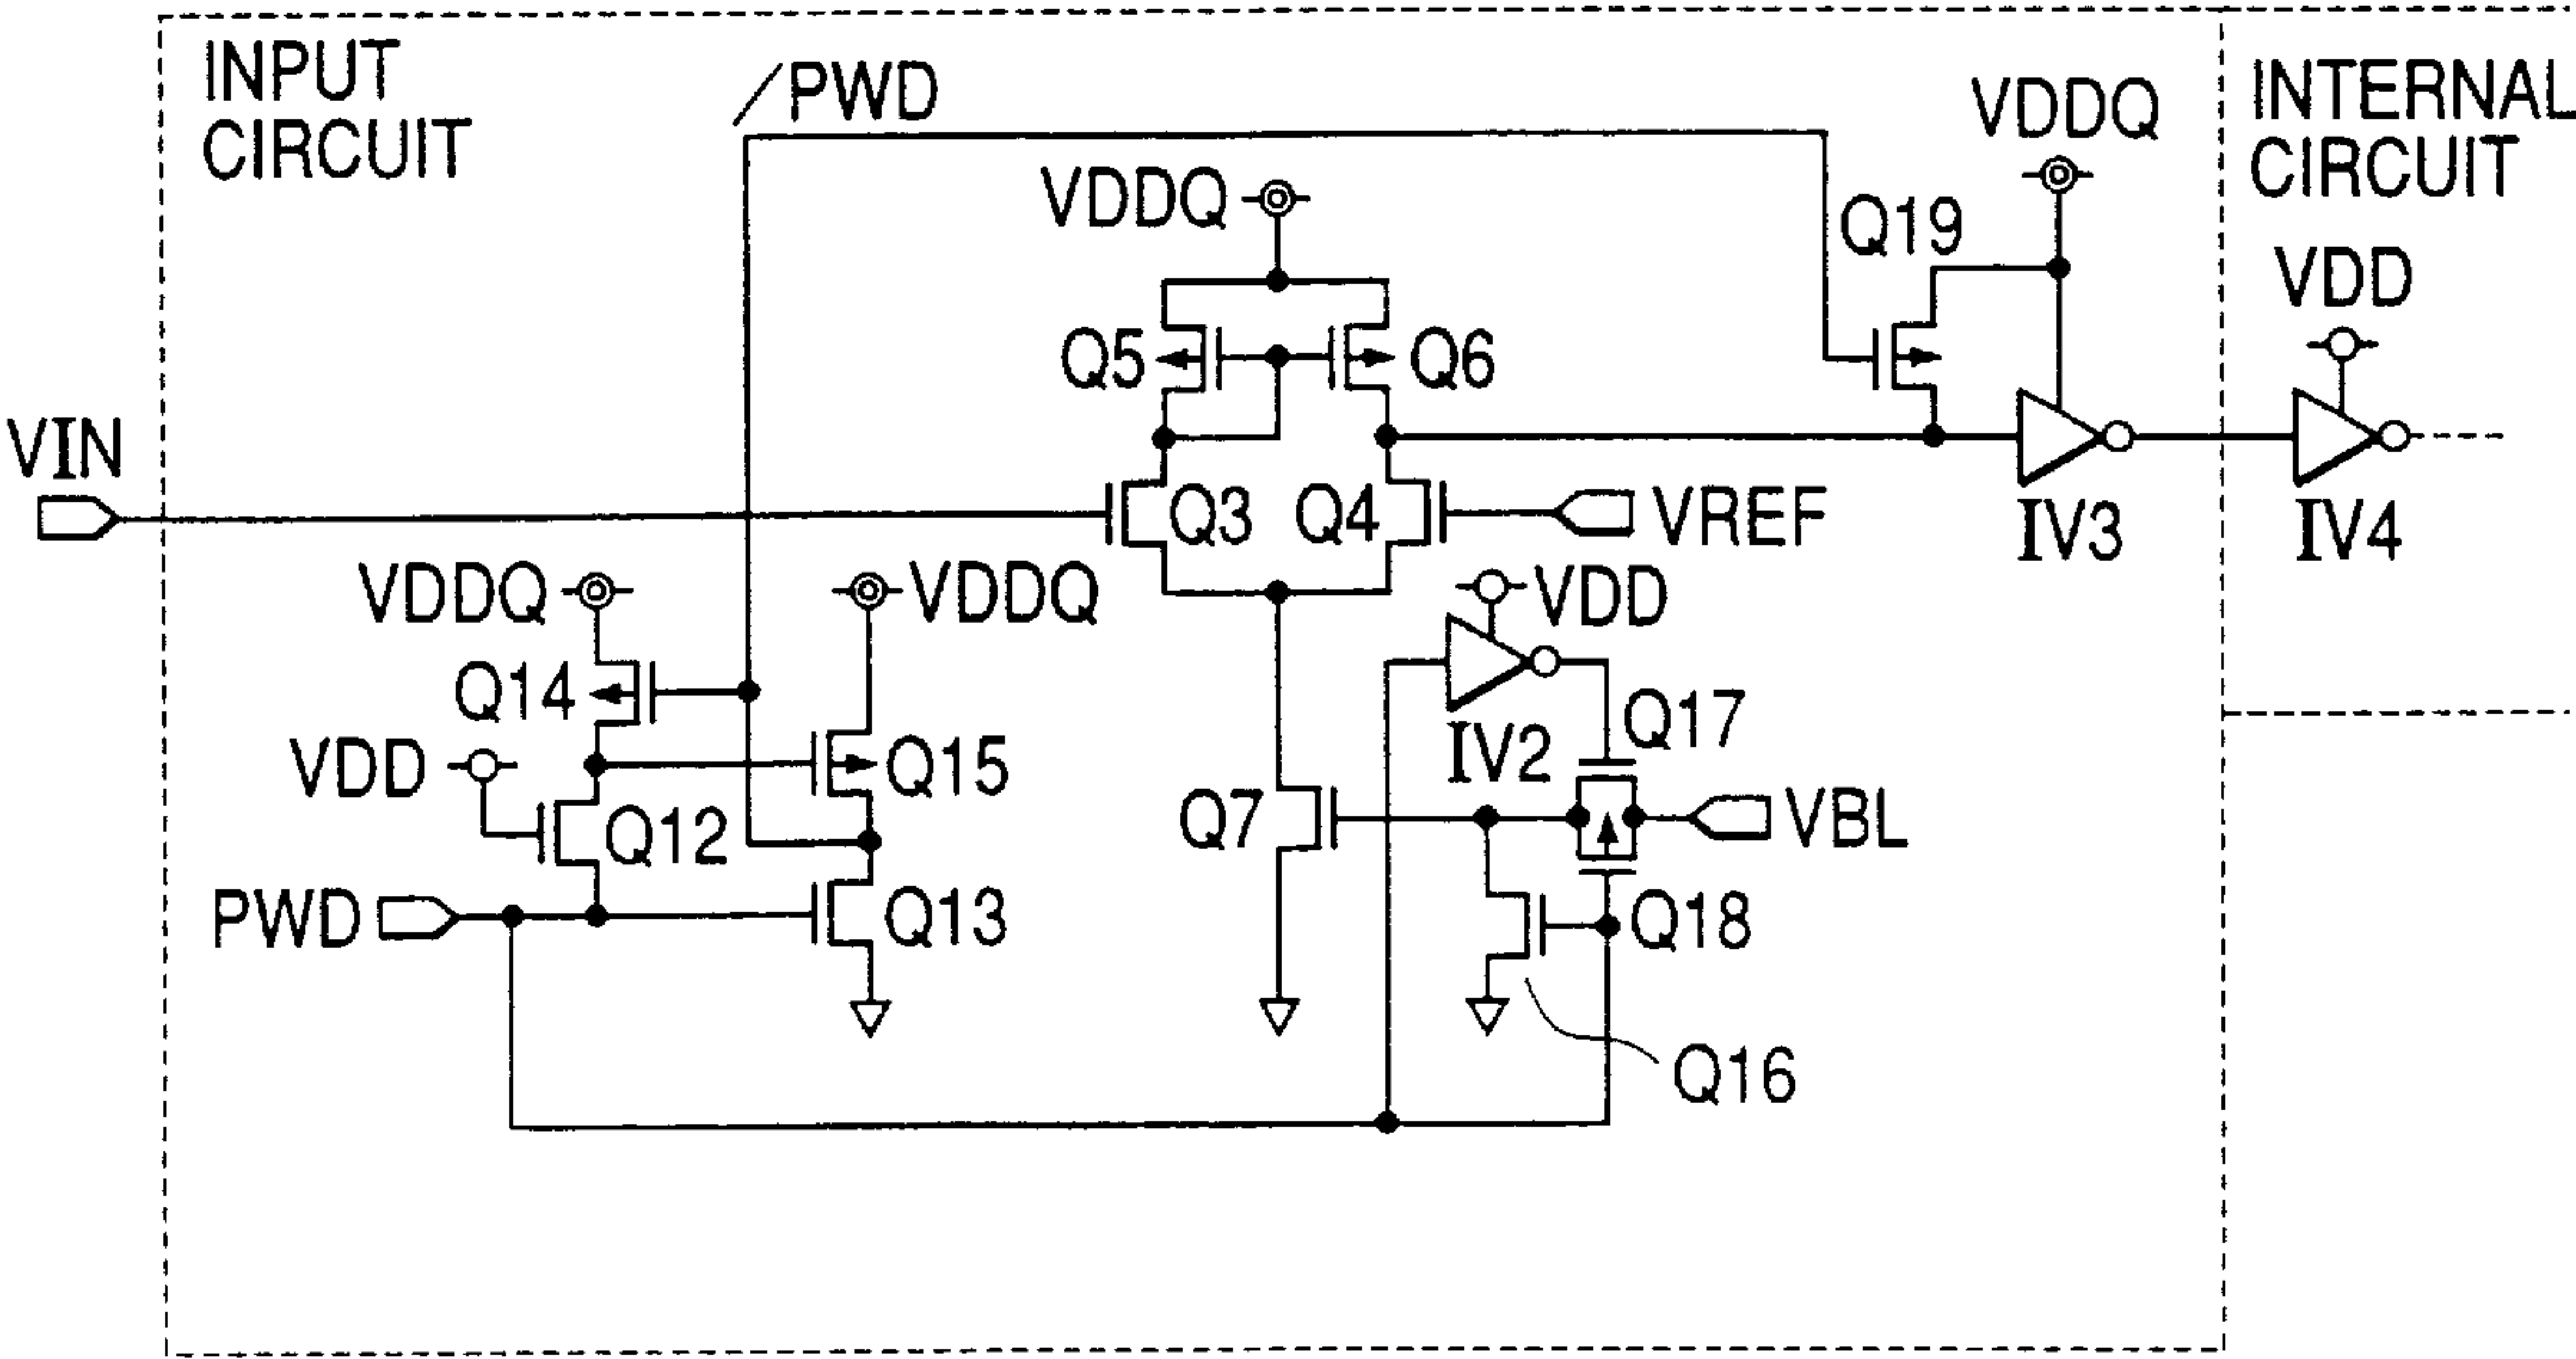 INPUT
CIRCUIT
/PWD
VDDQ
INTERNAL
CIRCUIT
VDDQ
Q19
VDD
Q5
Q6
VIN
Q3
Q4
VREF
IV3
IV4
VDDQ
VDDQ
VDD
Q14
Q17
IV2
VDD
Q15
Q12
Q7
VBL
PWD
Q13
Q18
Q16